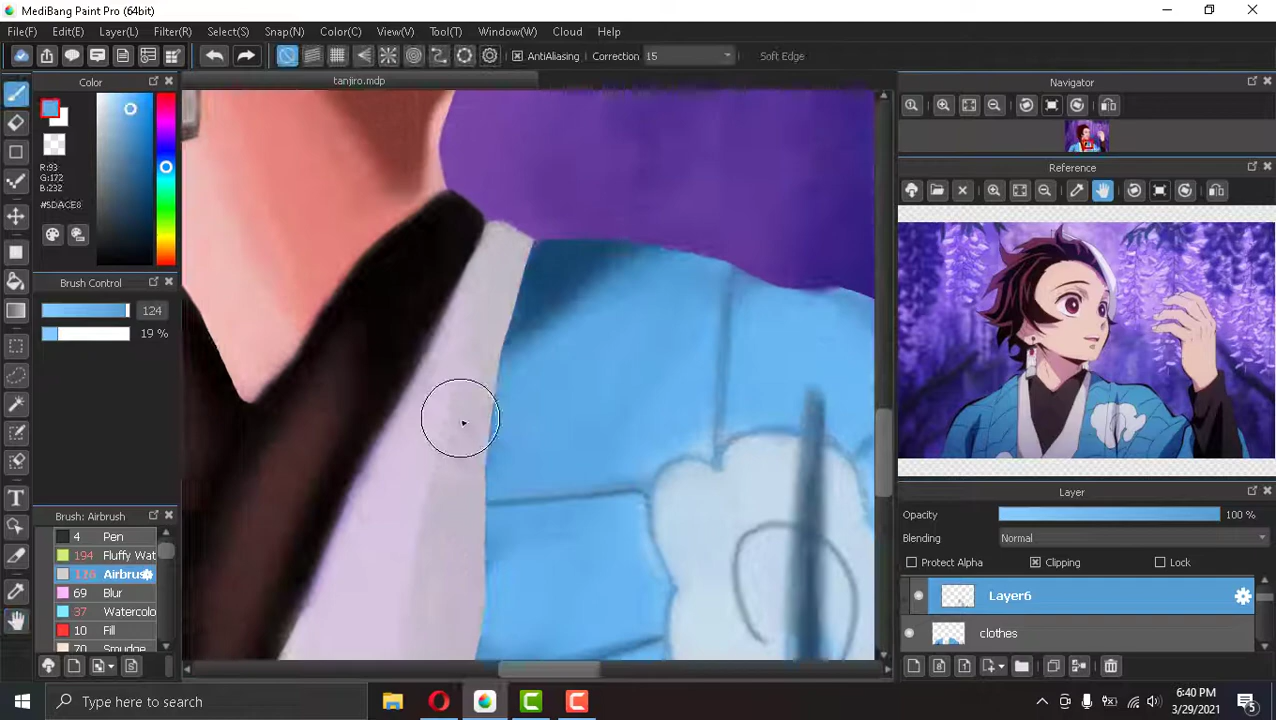 MediBang Paint Pro (64bit)
File(F) Edit(E) Layer(L) Filter(R) Select(S) Snap(N) Color(C) View(V) Tool(T) Window(W) Cloud Help
AntiAliasing Correction 15 Soft Edge
Color
R:93
G:172
B:232
#5DACE8
Brush Control
124
19 %
Brush: Airbrush
4 Pen
194 Fluffy Wat
116 Airbrus
69 Blur
37 Watercolo
10 Fill
70 Smudge
tanjiro.mdp
Navigator
Reference
Layer
Opacity 100 %
Blending Normal
Protect Alpha Clipping Lock
Layer6
clothes
Type here to search
6:40 PM
3/29/2021
5